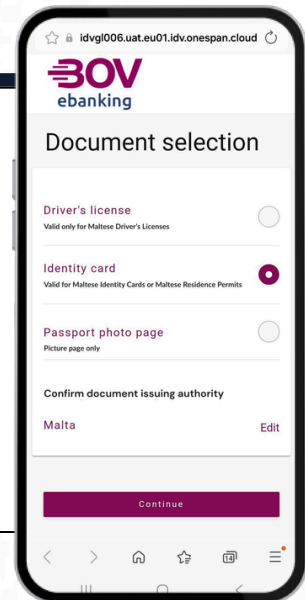 idvgl006.uat.eu01.idv.onespan.cloud
BOV
ebanking
Document selection
Driver's license
Valid only for Maltese Driver's Licenses
Identity card
Valid for Maltese Identity Cards or Maltese Residence Permits
Passport photo page
Picture page only
Confirm document issuing authority
Malta Edit
Continue
14